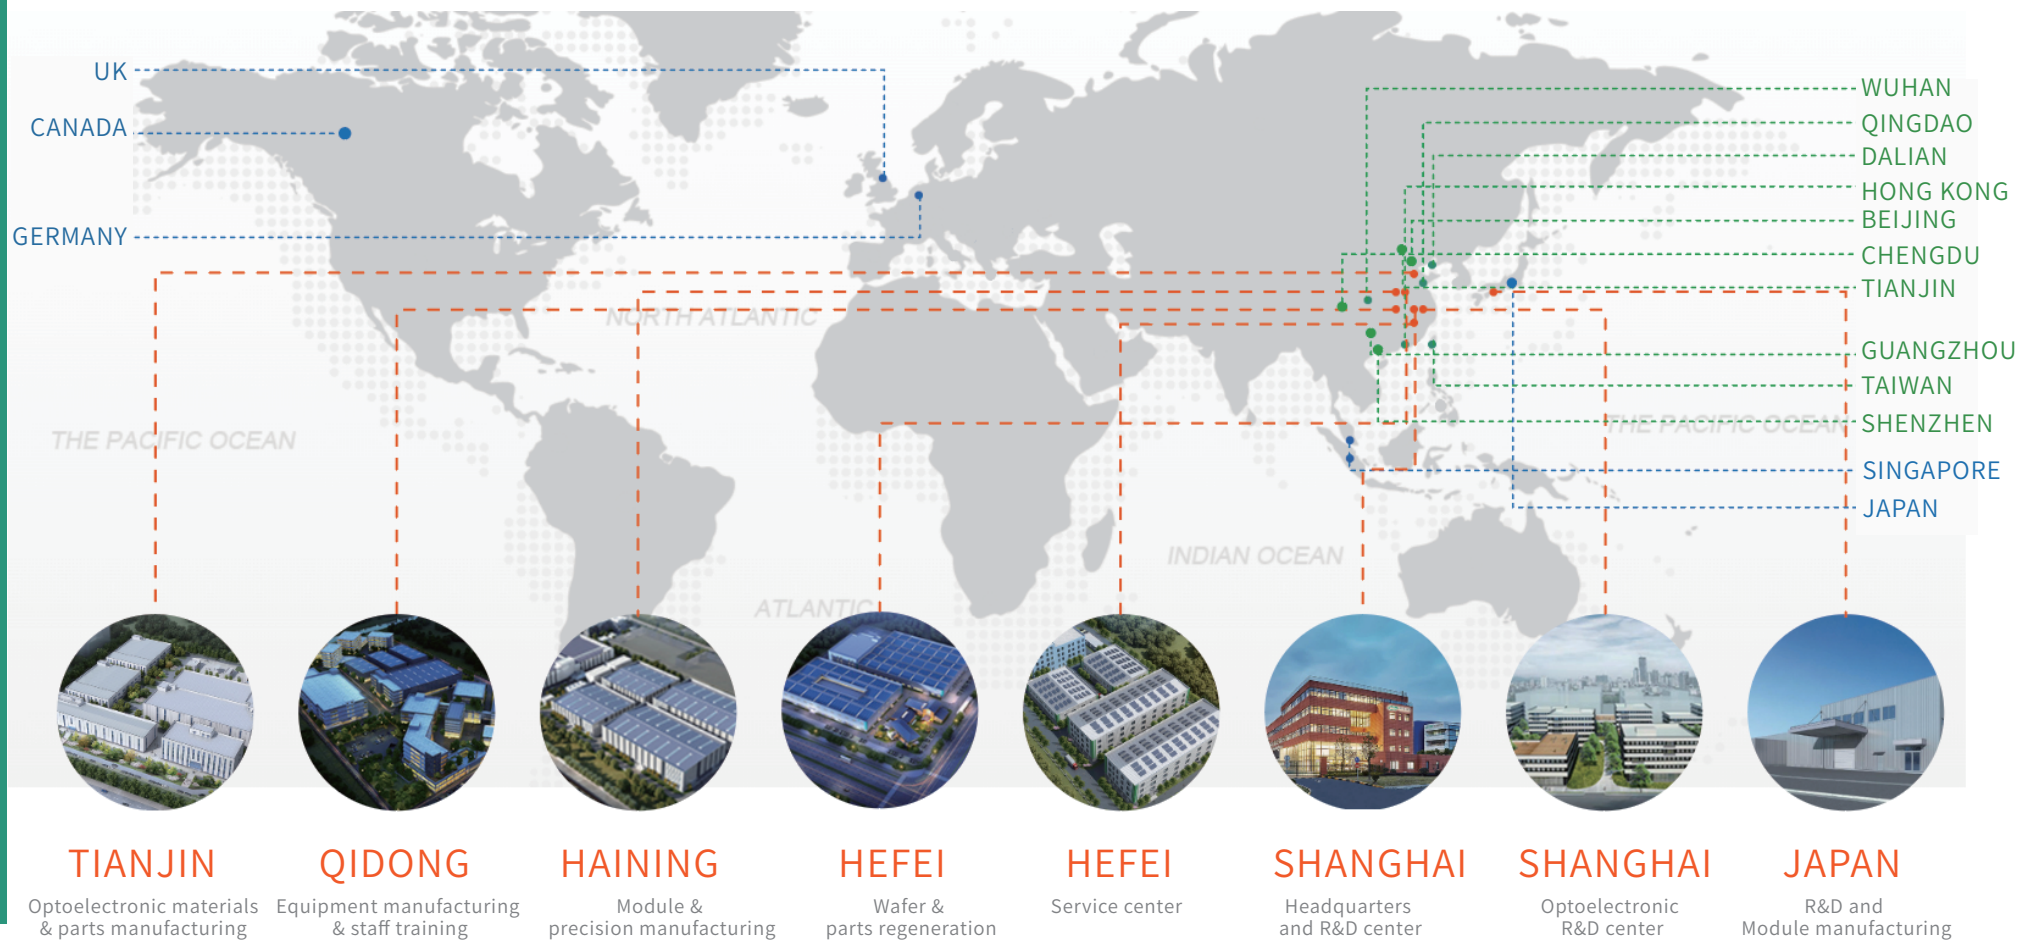 UK
CANADA
GERMANY
WUHAN
QINGDAO
DALIAN
HONG KONG
BEIJING
CHENGDU
TIANJIN
GUANGZHOU
TAIWAN
SHENZHEN
SINGAPORE
JAPAN
NORTH ATLANTIC
THE PACIFIC OCEAN
THE PACIFIC OCEAN
INDIAN OCEAN
ATLANTIC
TIANJIN
Optoelectronic materials
& parts manufacturing
QIDONG
Equipment manufacturing
& staff training
HAINING
Module &
precision manufacturing
HEFEI
Wafer &
parts regeneration
HEFEI
Service center
SHANGHAI
Headquarters
and R&D center
SHANGHAI
Optoelectronic
R&D center
JAPAN
R&D and
Module manufacturing